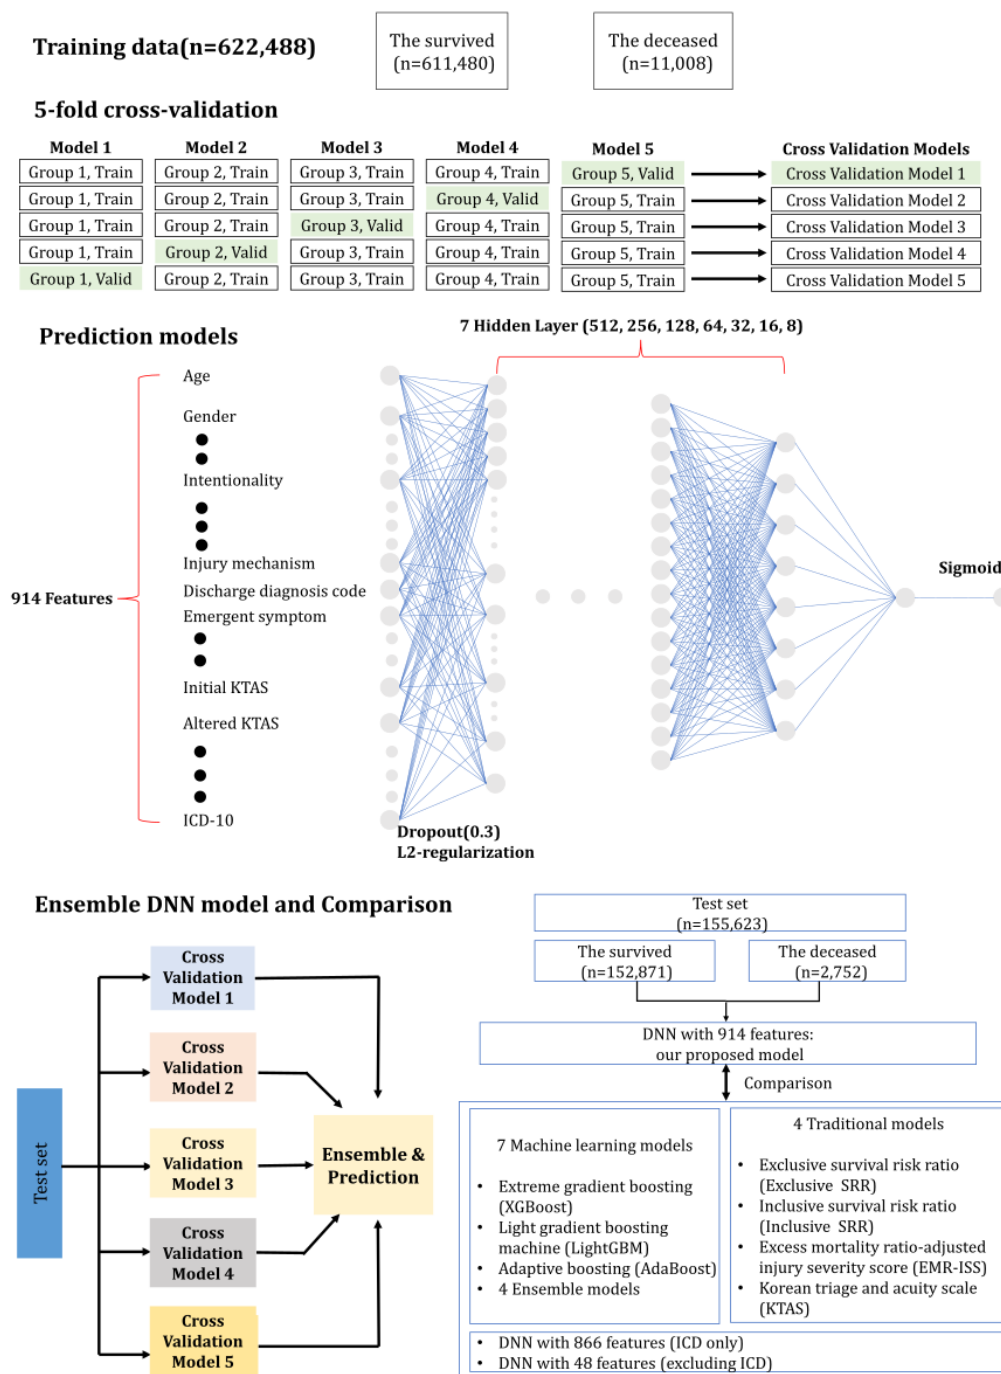 Training data(n=622,488)
The survived
(n=611,480)
The deceased
(n=11,008)
5-fold cross-validation
Model 1
Model 2
Model 3
Model 4
Model 5
Cross Validation Models
Group 1, Train
Group 2, Train
Group 3, Train
Group 4, Train
Group 5, Valid
Cross Validation Model 1
Group 1, Train
Group 2, Train
Group 3, Train
Group 4, Valid
Group 5, Train
Cross Validation Model 2
Group 1, Train
Group 2, Train
Group 3, Valid
Group 4, Train
Group 5, Train
Cross Validation Model 3
Group 1, Train
Group 2, Valid
Group 3, Train
Group 4, Train
Group 5, Train
Cross Validation Model 4
Group 1, Valid
Group 2, Train
Group 3, Train
Group 4, Train
Group 5, Train
Cross Validation Model 5
Prediction models
7 Hidden Layer (512, 256, 128, 64, 32, 16, 8)
914 Features
Age
Gender
Intentionality
Injury mechanism
Discharge diagnosis code
Emergent symptom
Initial KTAS
Altered KTAS
ICD-10
Dropout(0.3)
L2-regularization
Sigmoid
Ensemble DNN model and Comparison
Test set
Cross
Validation
Model 1
Cross
Validation
Model 2
Cross
Validation
Model 3
Cross
Validation
Model 4
Cross
Validation
Model 5
Ensemble &
Prediction
Test set
(n=155,623)
The survived
(n=152,871)
The deceased
(n=2,752)
DNN with 914 features:
our proposed model
Comparison
7 Machine learning models
• Extreme gradient boosting
(XGBoost)
• Light gradient boosting
machine (LightGBM)
• Adaptive boosting (AdaBoost)
• 4 Ensemble models
4 Traditional models
• Exclusive survival risk ratio
(Exclusive SRR)
• Inclusive survival risk ratio
(Inclusive SRR)
• Excess mortality ratio-adjusted
injury severity score (EMR-ISS)
• Korean triage and acuity scale
(KTAS)
• DNN with 866 features (ICD only)
• DNN with 48 features (excluding ICD)